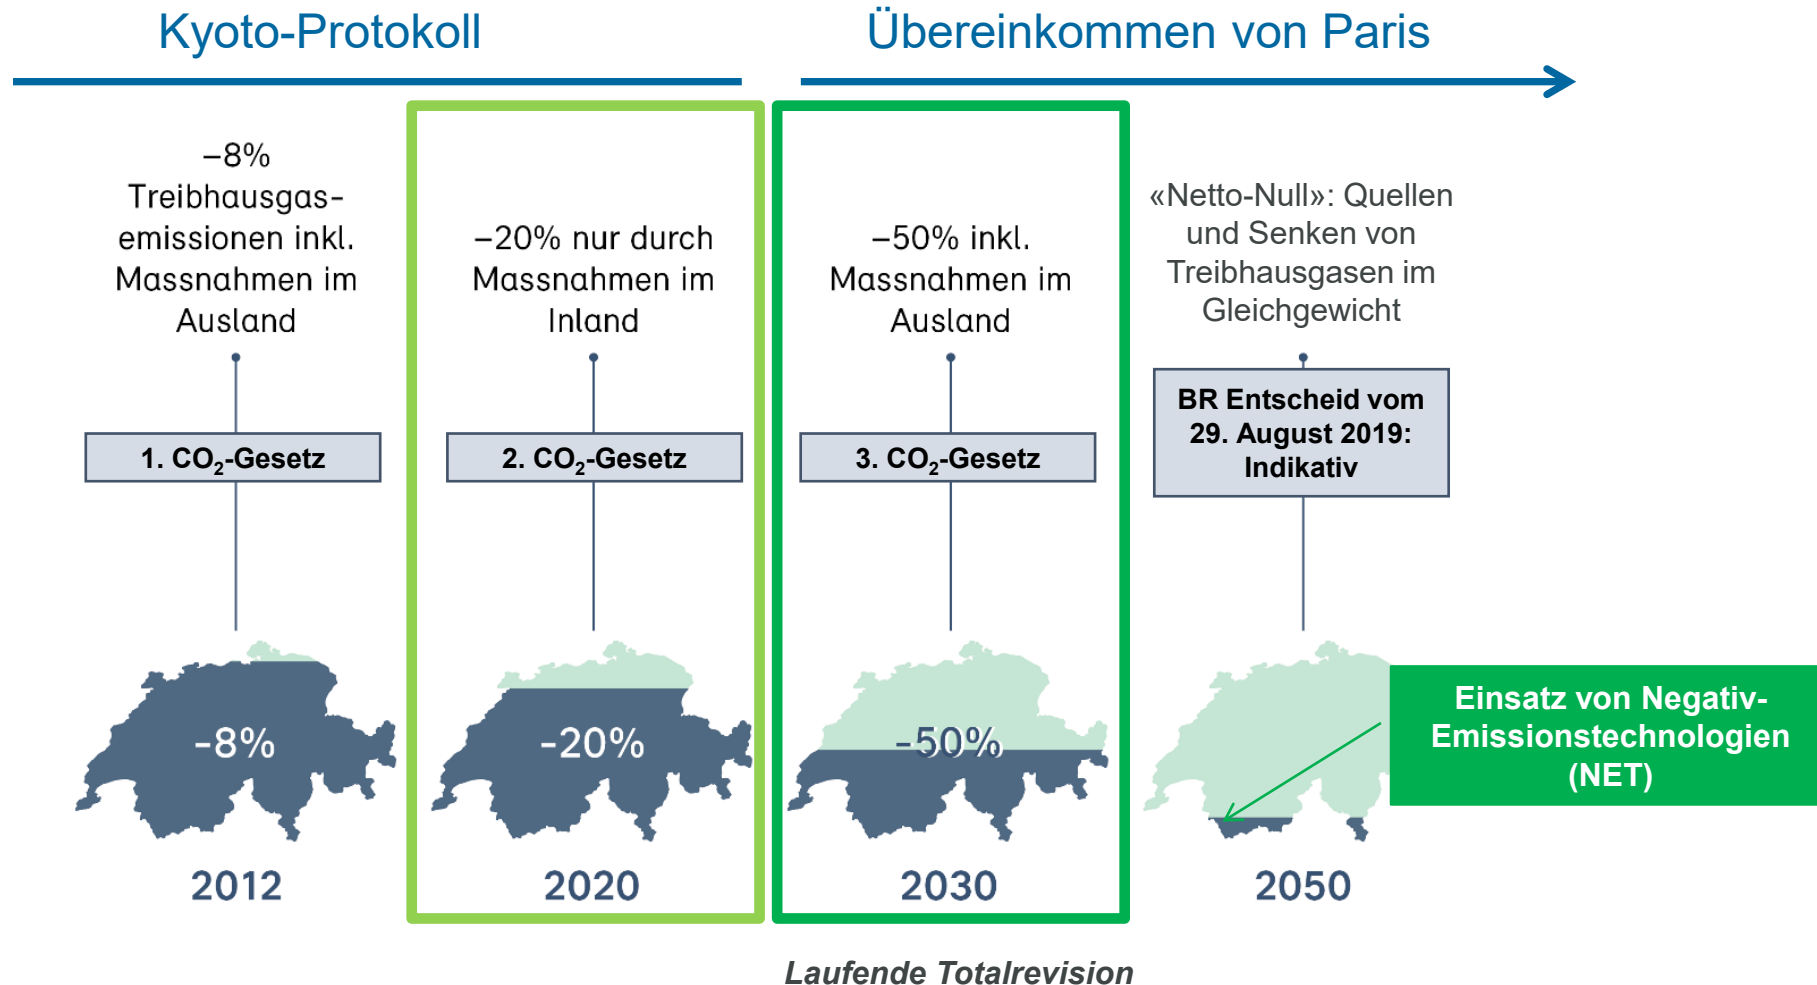 Kyoto-Protokoll
Übereinkommen von Paris
–8%
Treibhausgas-
emissionen inkl.
Massnahmen im
Ausland
–20% nur durch
Massnahmen im
Inland
–50% inkl.
Massnahmen im
Ausland
«Netto-Null»: Quellen
und Senken von
Treibhausgasen im
Gleichgewicht
1. CO₂-Gesetz
2. CO₂-Gesetz
3. CO₂-Gesetz
BR Entscheid vom
29. August 2019:
Indikativ
-8%
-20%
-50%
Einsatz von Negativ-
Emissionstechnologien
(NET)
2012
2020
2030
2050
Laufende Totalrevision